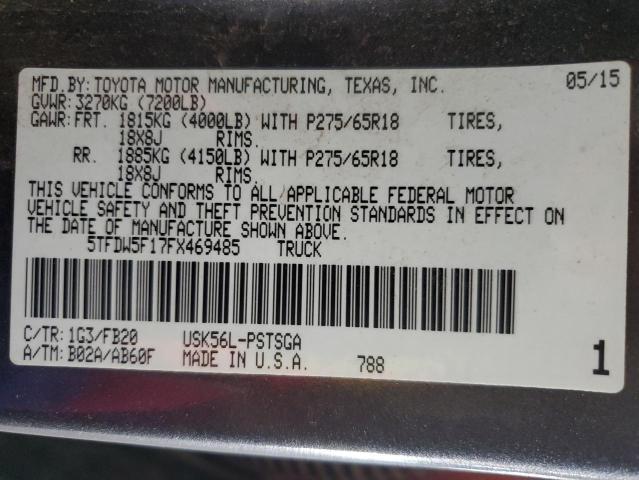 MFD.BY:TOYOTA MOTOR MANUFACTURING, TEXAS, INC. 05/15
GVWR:3270KG (7200LB)
GAWR:FRT. 1815KG (4000LB) WITH P275/65R18 TIRES,
18X8J RIMS.
RR. 1885KG (4150LB) WITH P275/65R18 TIRES,
18X8J RIMS.
THIS VEHICLE CONFORMS TO ALL APPLICABLE FEDERAL MOTOR
VEHICLE SAFETY AND THEFT PREVENTION STANDARDS IN EFFECT ON
THE DATE OF MANUFACTURE SHOWN ABOVE.
5TFDW5F17FX469485 TRUCK
C/TR:1G3/FB20 USK56L-PSTSGA
A/TM:B02A/AB60F MADE IN U.S.A. 788 1